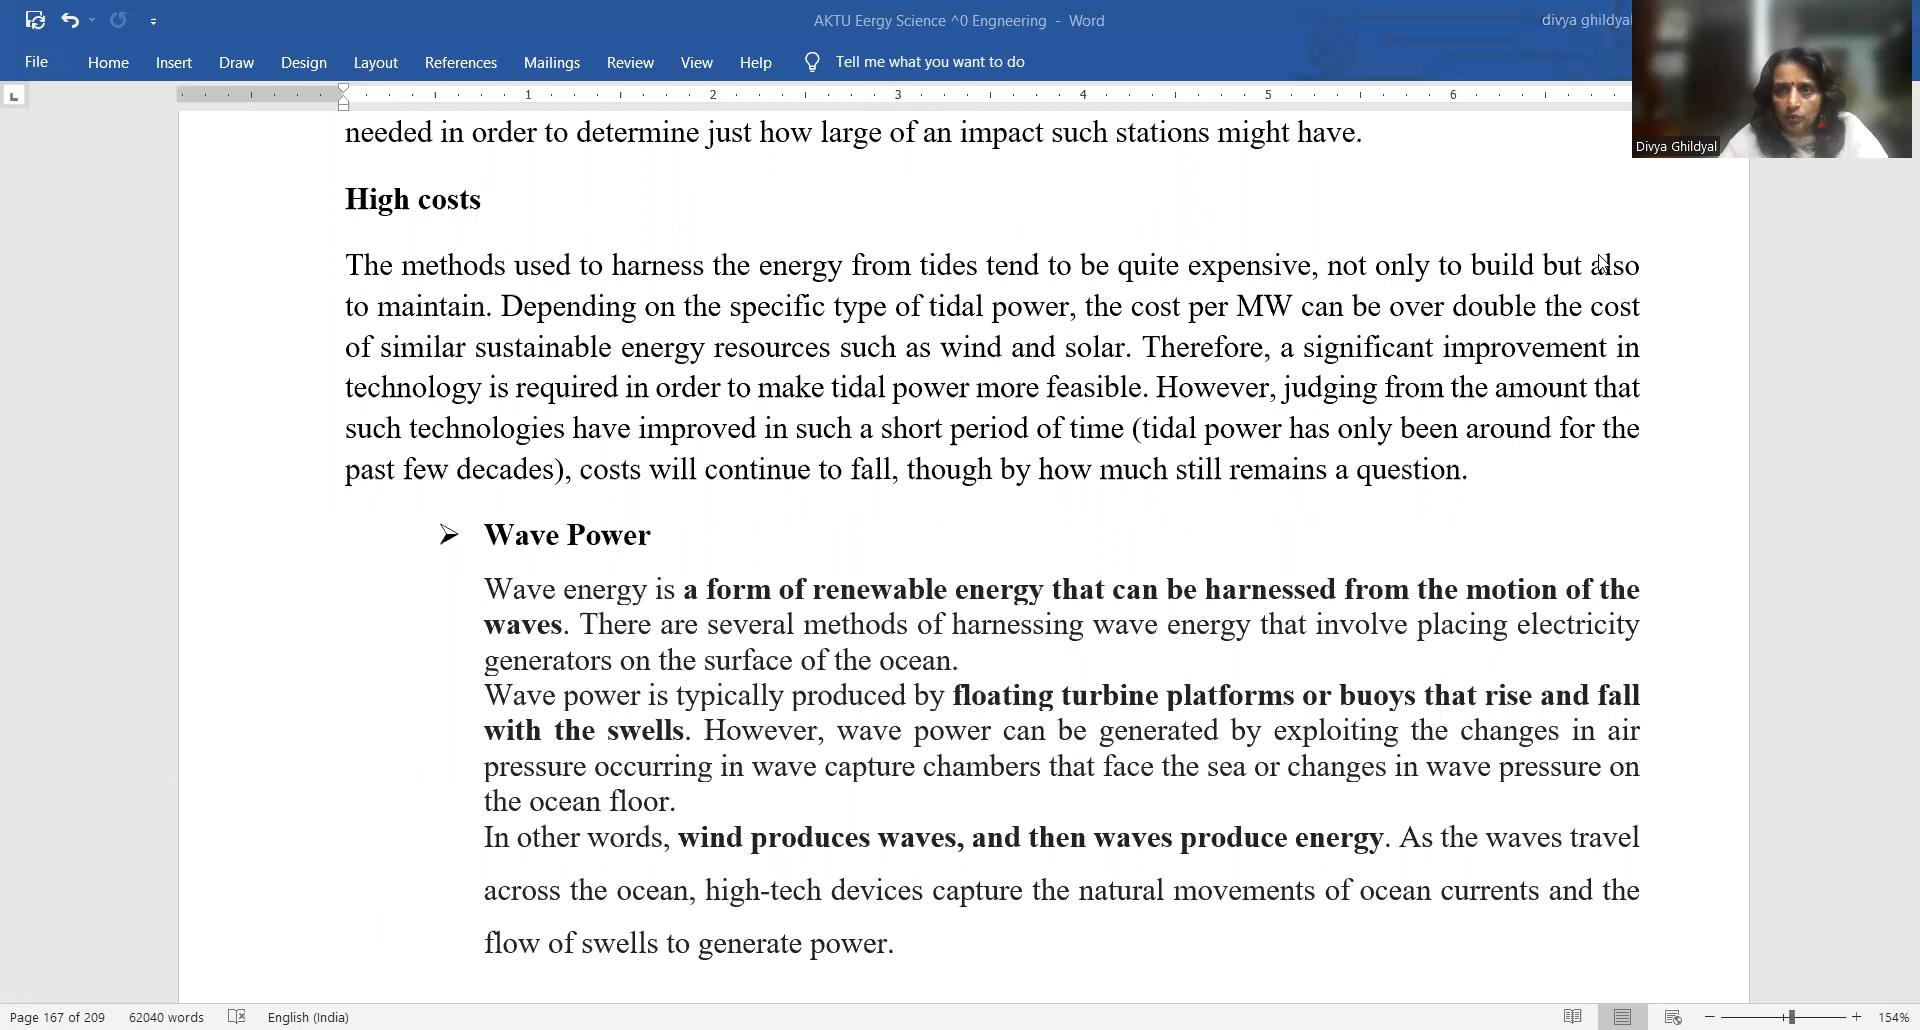 AKTU Eergy Science ^0 Engneering - Word
divya ghildyal
File Home Insert Draw Design Layout References Mailings Review View Help Tell me what you want to do
1 2 3 4 5 6
Divya Ghildyal
needed in order to determine just how large of an impact such stations might have.
High costs
The methods used to harness the energy from tides tend to be quite expensive, not only to build but also
to maintain. Depending on the specific type of tidal power, the cost per MW can be over double the cost
of similar sustainable energy resources such as wind and solar. Therefore, a significant improvement in
technology is required in order to make tidal power more feasible. However, judging from the amount that
such technologies have improved in such a short period of time (tidal power has only been around for the
past few decades), costs will continue to fall, though by how much still remains a question.
➢ Wave Power
Wave energy is a form of renewable energy that can be harnessed from the motion of the
waves. There are several methods of harnessing wave energy that involve placing electricity
generators on the surface of the ocean.
Wave power is typically produced by floating turbine platforms or buoys that rise and fall
with the swells. However, wave power can be generated by exploiting the changes in air
pressure occurring in wave capture chambers that face the sea or changes in wave pressure on
the ocean floor.
In other words, wind produces waves, and then waves produce energy. As the waves travel
across the ocean, high-tech devices capture the natural movements of ocean currents and the
flow of swells to generate power.
Page 167 of 209 62040 words English (India) 154%